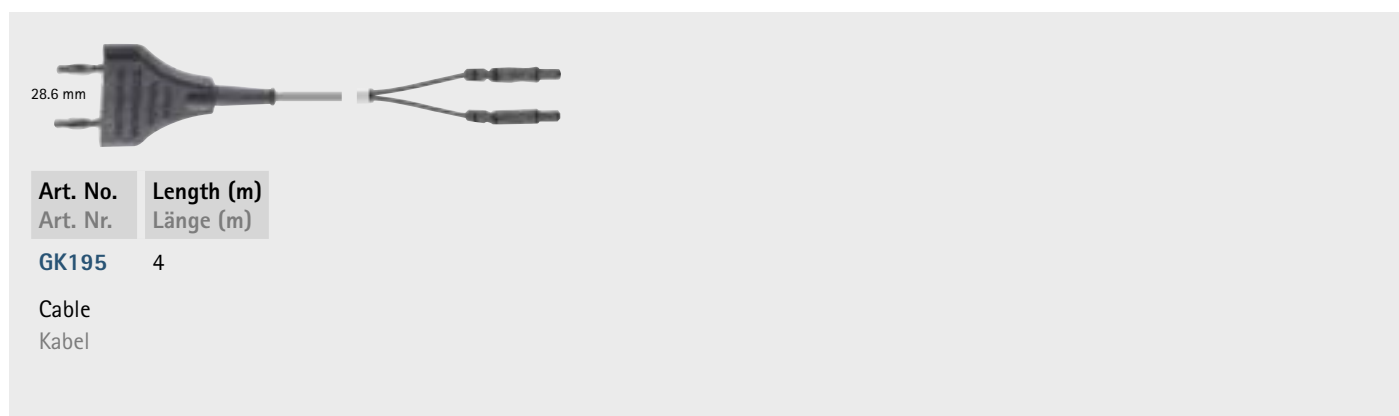 28.6 mm
Art. No. Length (m)
Art. Nr. Länge (m)
GK195 4
Cable
Kabel